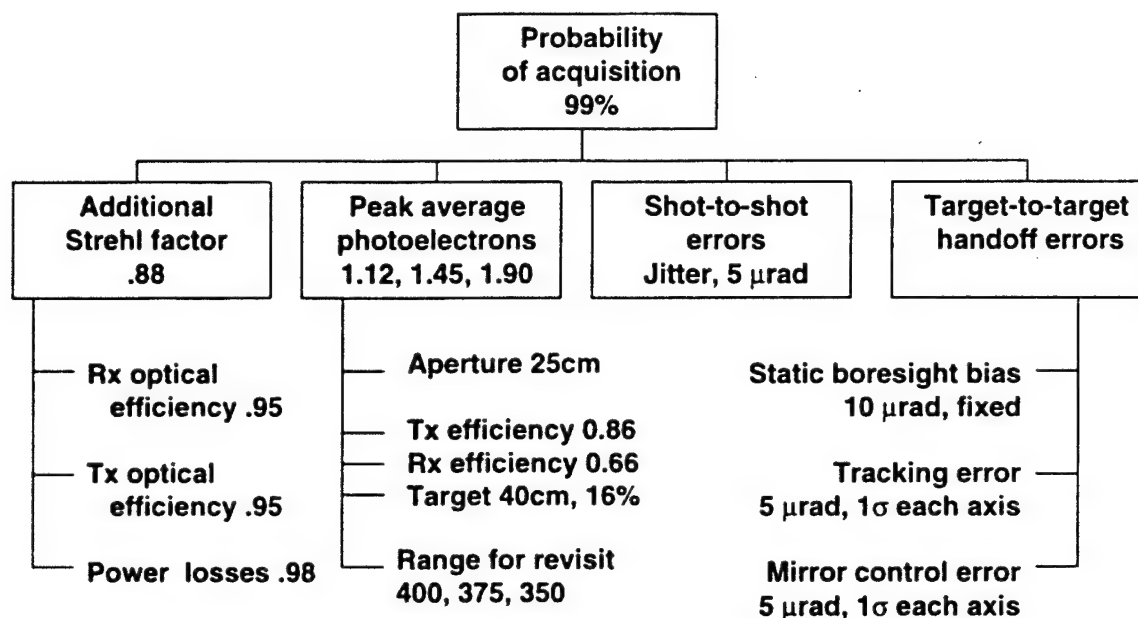 Probability
of acquisition
99%
Additional
Strehl factor
.88
Peak average
photoelectrons
1.12, 1.45, 1.90
Shot-to-shot
errors
Jitter, 5 μrad
Target-to-target
handoff errors
Rx optical
efficiency .95
Tx optical
efficiency .95
Power losses .98
Aperture 25cm
Tx efficiency 0.86
Rx efficiency 0.66
Target 40cm, 16%
Range for revisit
400, 375, 350
Static boresight bias
10 μrad, fixed
Tracking error
5 μrad, 1σ each axis
Mirror control error
5 μrad, 1σ each axis